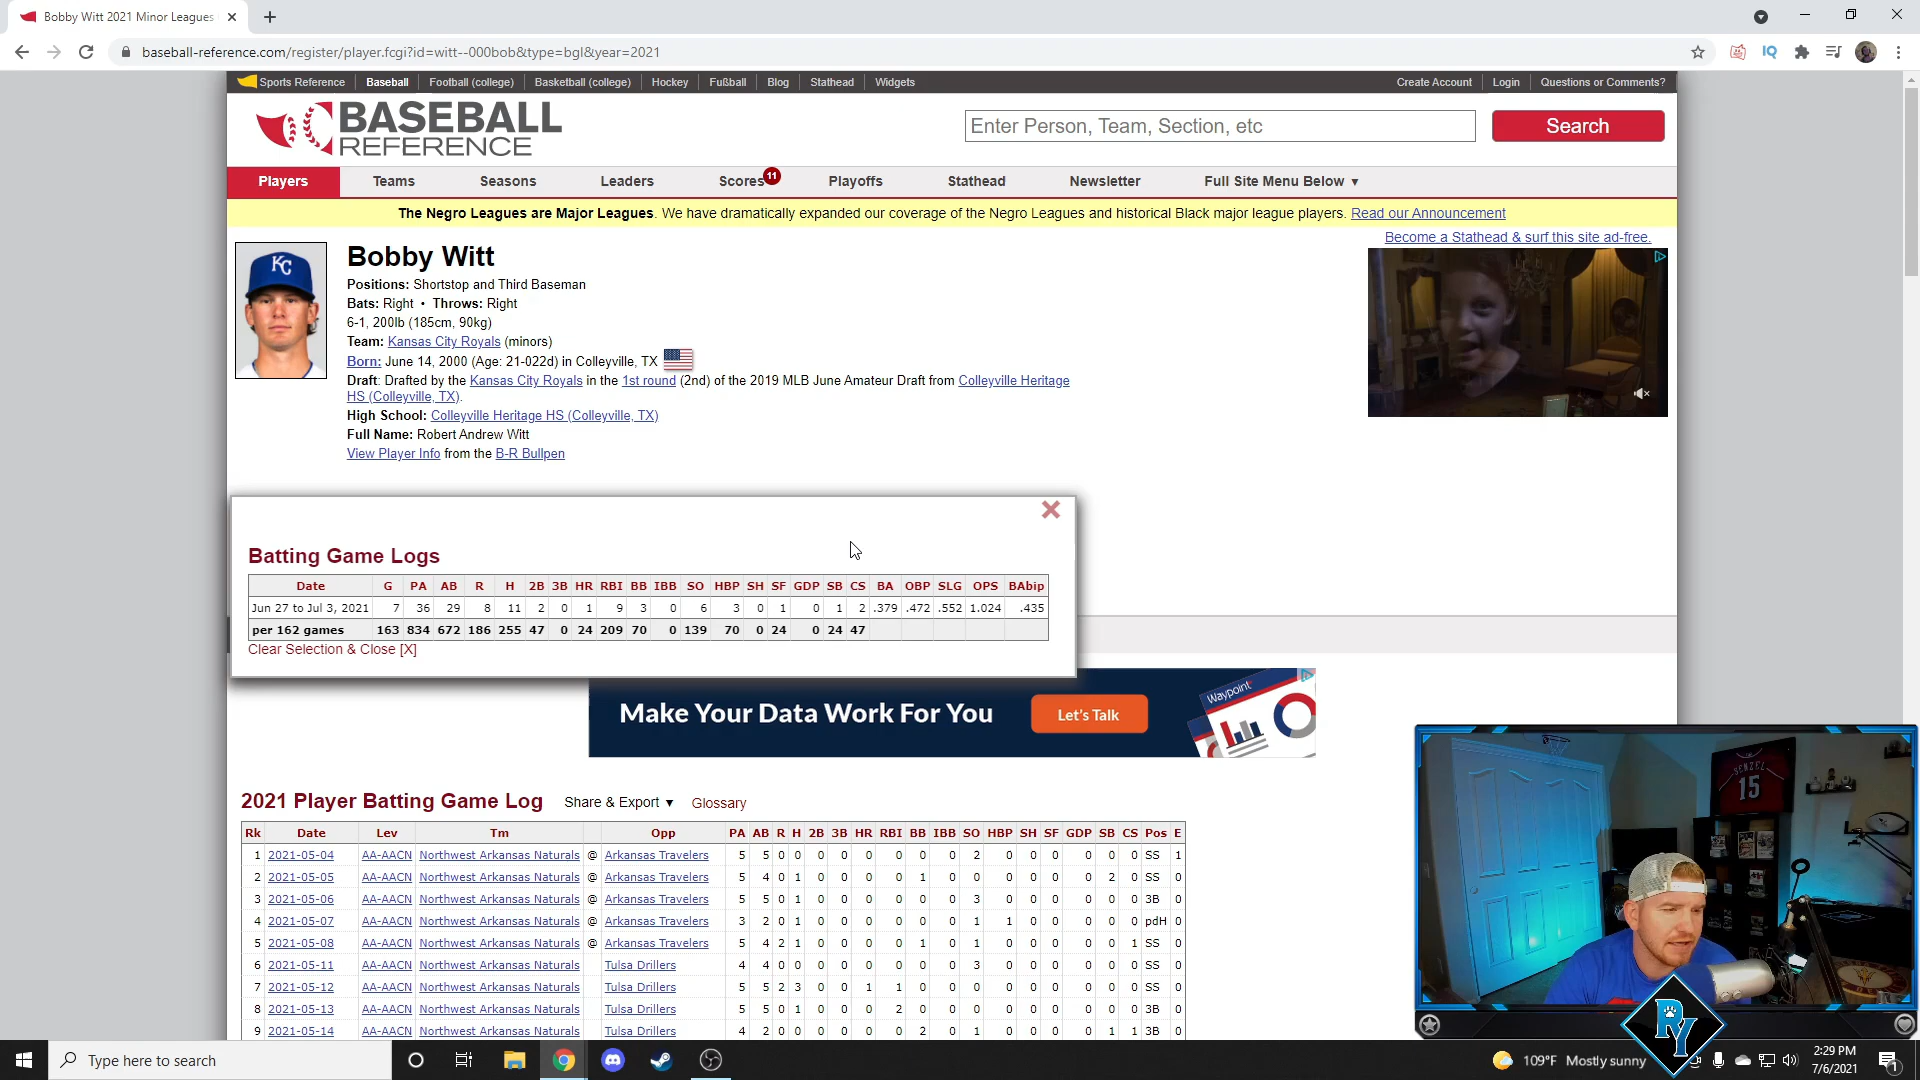 Bobby Witt 2021 Minor Leagues
baseball-reference.com/register/player.fcgi?id=witt--000bob&type=bgl&year=2021
IQ
Sports Reference Baseball Football (college) Basketball (college) Hockey Fußball Blog Stathead Widgets Create Account Login Questions or Comments?
BASEBALL
REFERENCE
Enter Person, Team, Section, etc Search
Players Teams Seasons Leaders Scores 11 Playoffs Stathead Newsletter Full Site Menu Below ▼
The Negro Leagues are Major Leagues. We have dramatically expanded our coverage of the Negro Leagues and historical Black major league players. Read our Announcement
Become a Stathead & surf this site ad-free.
KC
Bobby Witt
Positions: Shortstop and Third Baseman
Bats: Right • Throws: Right
6-1, 200lb (185cm, 90kg)
Team: Kansas City Royals (minors)
Born: June 14, 2000 (Age: 21-022d) in Colleyville, TX
Draft: Drafted by the Kansas City Royals in the 1st round (2nd) of the 2019 MLB June Amateur Draft from Colleyville Heritage
HS (Colleyville, TX).
High School: Colleyville Heritage HS (Colleyville, TX)
Full Name: Robert Andrew Witt
View Player Info from the B-R Bullpen
Batting Game Logs
Date G PA AB R H 2B 3B HR RBI BB IBB SO HBP SH SF GDP SB CS BA OBP SLG OPS BAbip
Jun 27 to Jul 3, 2021 7 36 29 8 11 2 0 1 9 3 0 6 3 0 1 0 1 2 .379 .472 .552 1.024 .435
per 162 games 163 834 672 186 255 47 0 24 209 70 0 139 70 0 24 0 24 47
Clear Selection & Close [X]
Make Your Data Work For You Let's Talk Waypoint
2021 Player Batting Game Log Share & Export ▼ Glossary
Rk Date Lev Tm Opp PA AB R H 2B 3B HR RBI BB IBB SO HBP SH SF GDP SB CS Pos E
1 2021-05-04 AA-AACN Northwest Arkansas Naturals @ Arkansas Travelers 5 5 0 0 0 0 0 0 0 0 2 0 0 0 0 0 0 SS 1
2 2021-05-05 AA-AACN Northwest Arkansas Naturals @ Arkansas Travelers 5 4 0 1 0 0 0 0 1 0 0 0 0 0 0 2 0 SS 0
3 2021-05-06 AA-AACN Northwest Arkansas Naturals @ Arkansas Travelers 5 5 0 1 0 0 0 0 0 0 3 0 0 0 0 0 0 3B 0
4 2021-05-07 AA-AACN Northwest Arkansas Naturals @ Arkansas Travelers 3 2 0 1 0 0 0 0 0 0 1 1 0 0 0 0 0 pdH 0
5 2021-05-08 AA-AACN Northwest Arkansas Naturals @ Arkansas Travelers 5 4 2 1 0 0 0 0 1 0 1 0 0 0 0 0 1 SS 0
6 2021-05-11 AA-AACN Northwest Arkansas Naturals Tulsa Drillers 4 4 0 0 0 0 0 0 0 0 3 0 0 0 0 0 0 SS 0
7 2021-05-12 AA-AACN Northwest Arkansas Naturals Tulsa Drillers 5 5 2 3 0 0 1 1 0 0 0 0 0 0 0 0 0 SS 0
8 2021-05-13 AA-AACN Northwest Arkansas Naturals Tulsa Drillers 5 5 0 1 0 0 0 2 0 0 0 0 0 0 0 0 0 3B 0
9 2021-05-14 AA-AACN Northwest Arkansas Naturals Tulsa Drillers 4 2 0 0 0 0 0 0 2 0 1 0 0 0 0 1 1 3B 0
SENZEL
15
RY
Type here to search
109°F Mostly sunny
2:29 PM
7/6/2021
1